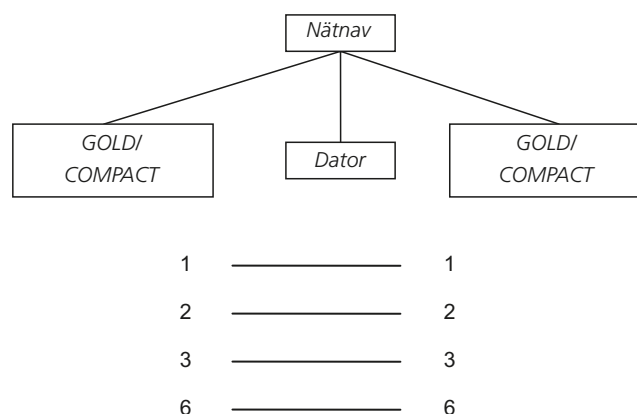 Nätnav
GOLD/
COMPACT
Dator
GOLD/
COMPACT
1 1
2 2
3 3
6 6